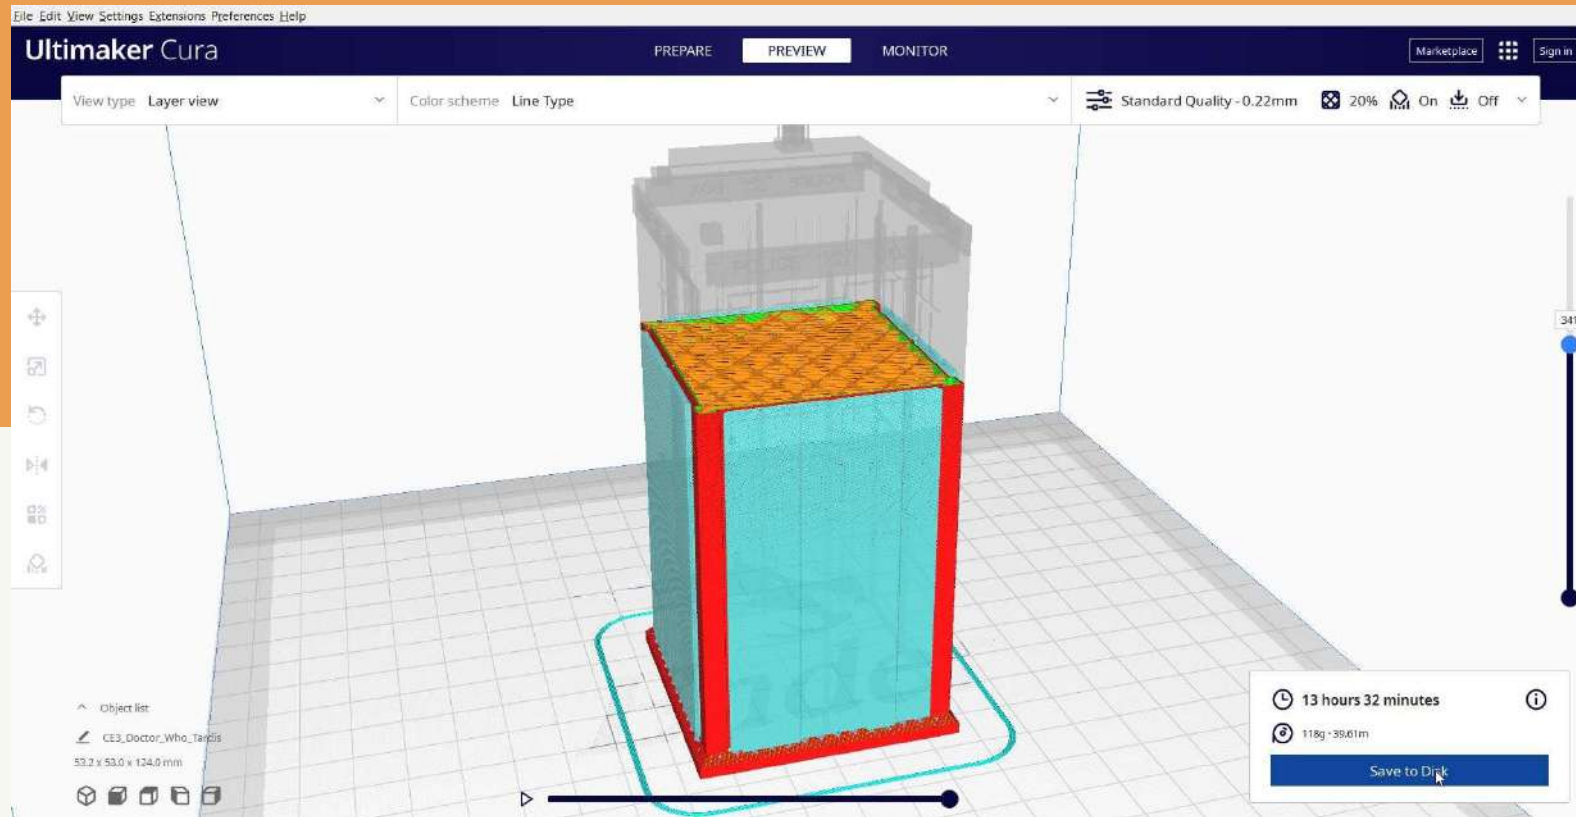 File Edit View Settings Extensions Preferences Help
Ultimaker Cura
PREPARE PREVIEW MONITOR
Marketplace Sign in
View type Layer view
Color scheme Line Type
Standard Quality - 0.22mm 20% On Off
POLICE
341
Object list
CE3_Doctor_Who_Tardis
53.2 x 53.0 x 124.0 mm
13 hours 32 minutes
118g · 39.61m
Save to Disk